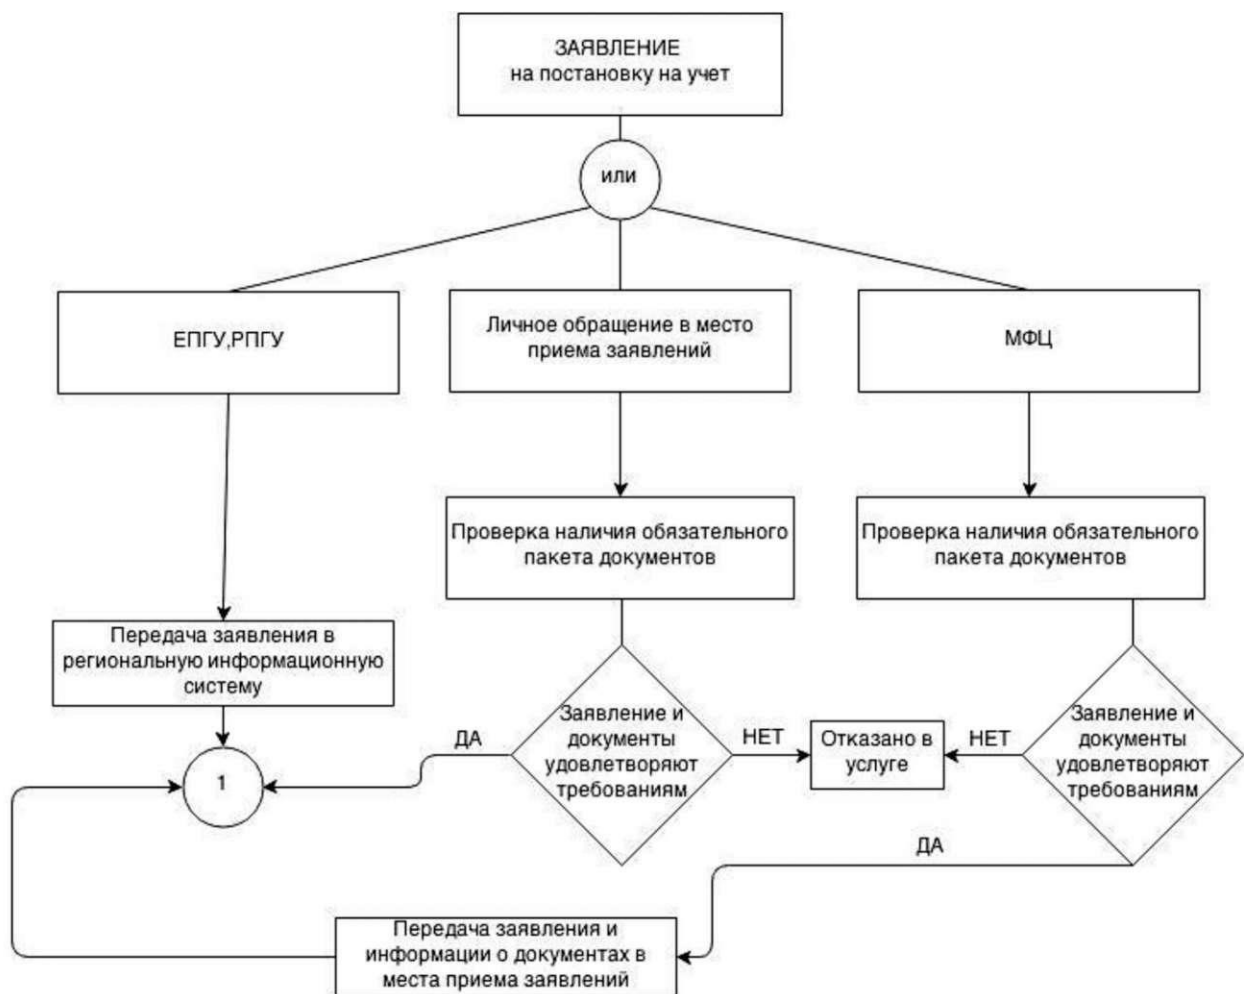 ЗАЯВЛЕНИЕ
на постановку на учет
или
ЕПГУ,РПГУ
Личное обращение в место
приема заявлений
МФЦ
Проверка наличия обязательного
пакета документов
Проверка наличия обязательного
пакета документов
Передача заявления в
региональную информационную
систему
Заявление и
документы
удовлетворяют
требованиям
Заявление и
документы
удовлетворяют
требованиям
ДА
НЕТ
Отказано в
услуге
НЕТ
1
ДА
Передача заявления и
информации о документах в
места приема заявлений